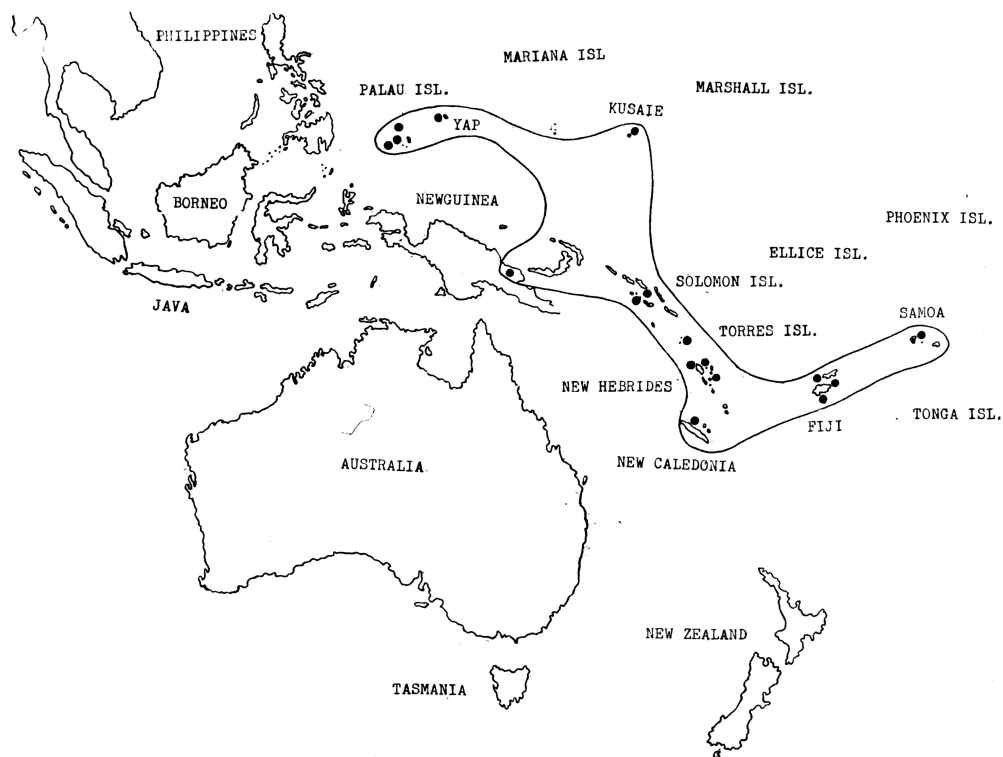 PHILIPPINES
MARIANA ISL
PALAU ISL.
MARSHALL ISL.
KUSAIE
YAP
BORNEO
NEWGUINEA
PHOENIX ISL.
ELLICE ISL.
SOLOMON ISL.
JAVA
SAMOA
TORRES ISL.
NEW HEBRIDES
TONGA ISL.
FIJI
AUSTRALIA
NEW CALEDONIA
NEW ZEALAND
TASMANIA